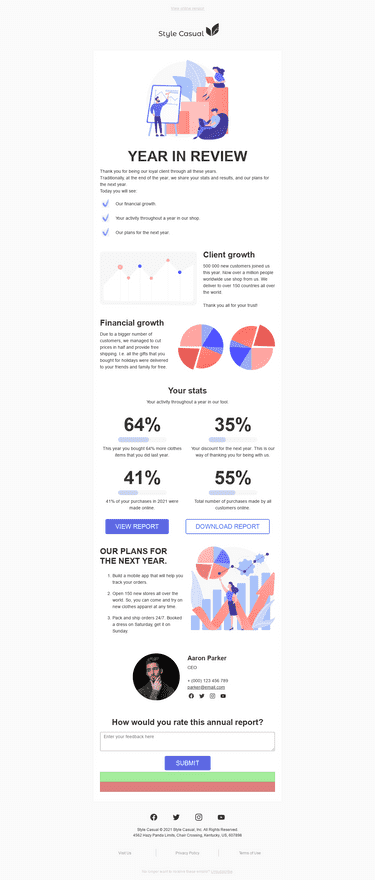 View online version
Style Casual
YEAR IN REVIEW
Thank you for being our loyal client through all these years.
Traditionally, at the end of the year, we share your stats and results, and our plans for
the next year.
Today you will see:
Our financial growth.
Your activity throughout a year in our shop.
Our plans for the next year.
Client growth
500 000 new customers joined us
this year. Now over a million people
worldwide use shop from us. We
deliver to over 150 countries all over
the world.
Thank you all for your trust!
Financial growth
Due to a bigger number of
customers, we managed to cut
prices in half and provide free
shipping. I.e. all the gifts that you
bought for holidays were delivered
to your friends and family for free.
Your stats
Your activity throughout a year in our tool
64%
This year you bought 64% more clothes
items that you did last year.
35%
Your discount for the next year. This is our
way of thanking you for being with us.
41%
41% of your purchases in 2021 were
made online.
55%
Total number of purchases made by all
customers online.
VIEW REPORT
DOWNLOAD REPORT
OUR PLANS FOR
THE NEXT YEAR.
1. Build a mobile app that will help you
track your orders.
2. Open 150 new stores all over the
world. So, you can come and try on
new clothes apparel at any time.
3. Pack and ship orders 24/7. Booked
a dress on Saturday, get it on
Sunday.
Aaron Parker
CEO
+ (000) 123 456 789
parker@email.com
How would you rate this annual report?
Enter your feedback here
SUBMIT
Style Casual © 2021 Style Casual, Inc. All Rights Reserved.
4562 Hazy Panda Limits, Chair Crossing, Kentucky, US, 607898
Visit Us
Privacy Policy
Terms of Use